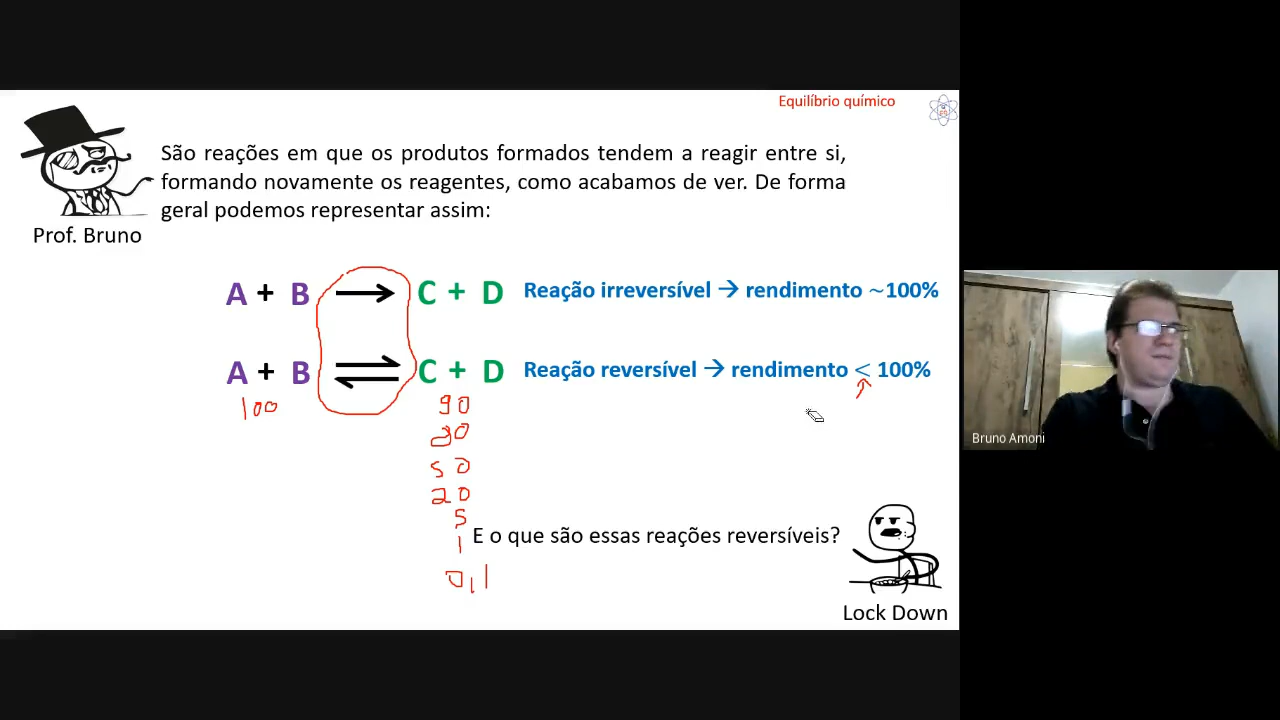 Equilíbrio químico
São reações em que os produtos formados tendem a reagir entre si,
formando novamente os reagentes, como acabamos de ver. De forma
geral podemos representar assim:
Prof. Bruno
A + B → C + D Reação irreversível → rendimento ~100%
A + B ⇌ C + D Reação reversível → rendimento < 100%
100
90
80
50
20
5
1
0,1
E o que são essas reações reversíveis?
Lock Down
Bruno Amoni